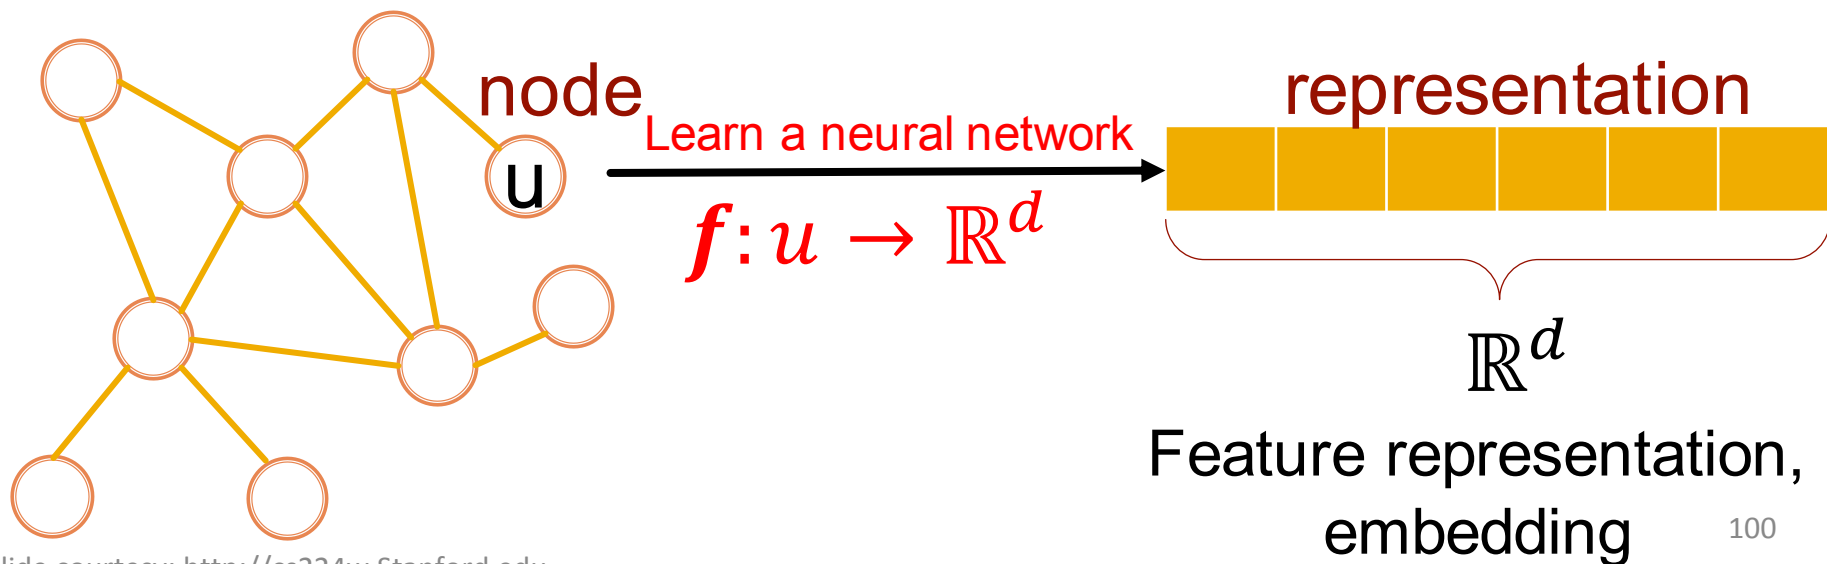 node
representation
Learn a neural network
u
f: u → ℝ^d
ℝ^d
Feature representation,
embedding
100